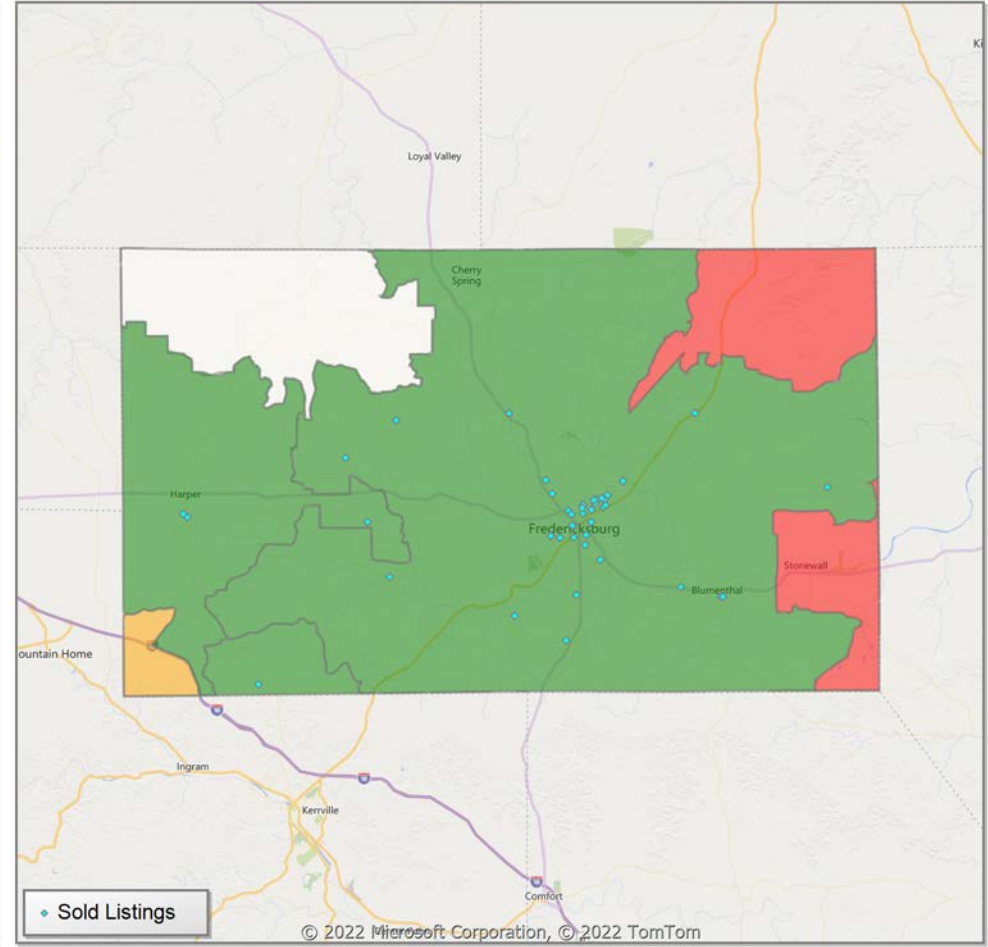 Ki
Loyal Valley
Cherry
Spring
Harper
Fredericksburg
Stonewall
Blumenthal
ountain Home
Ingram
Kerrville
Comfort
Sold Listings
© 2022 Microsoft Corporation, © 2022 TomTom